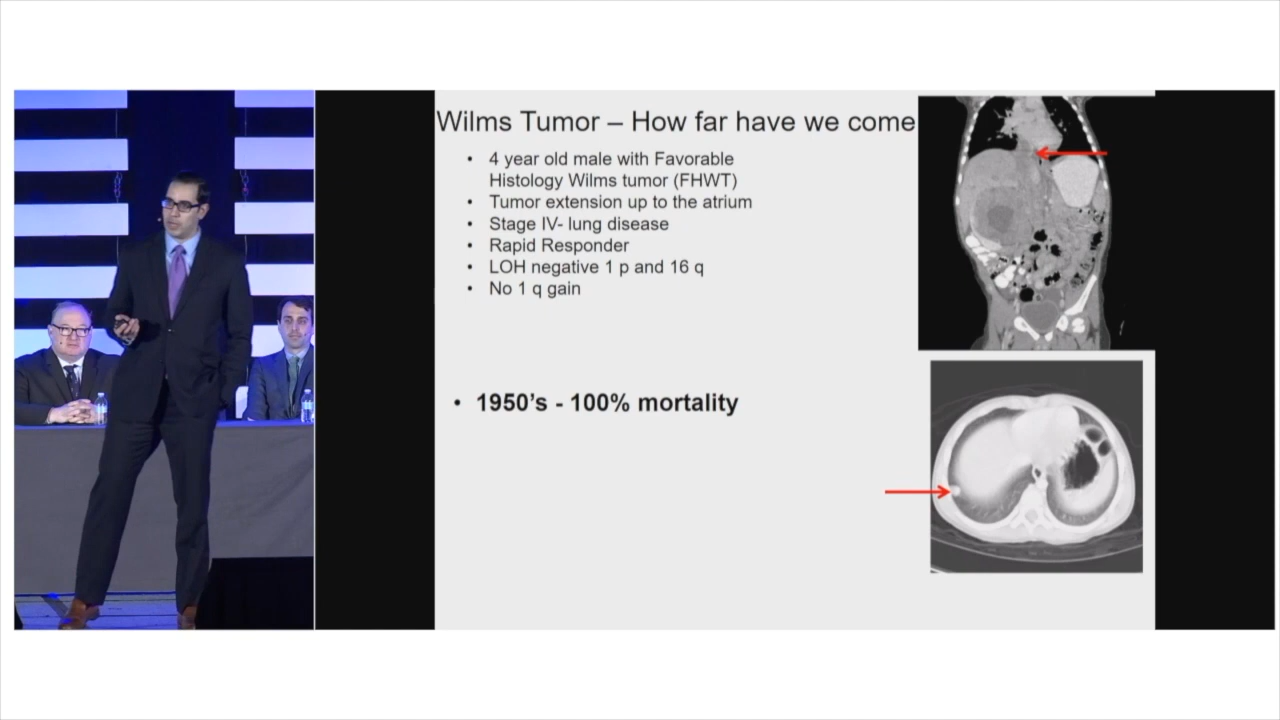 Wilms Tumor – How far have we come
• 4 year old male with Favorable
Histology Wilms tumor (FHWT)
• Tumor extension up to the atrium
• Stage IV- lung disease
• Rapid Responder
• LOH negative 1 p and 16 q
• No 1 q gain
• 1950's - 100% mortality